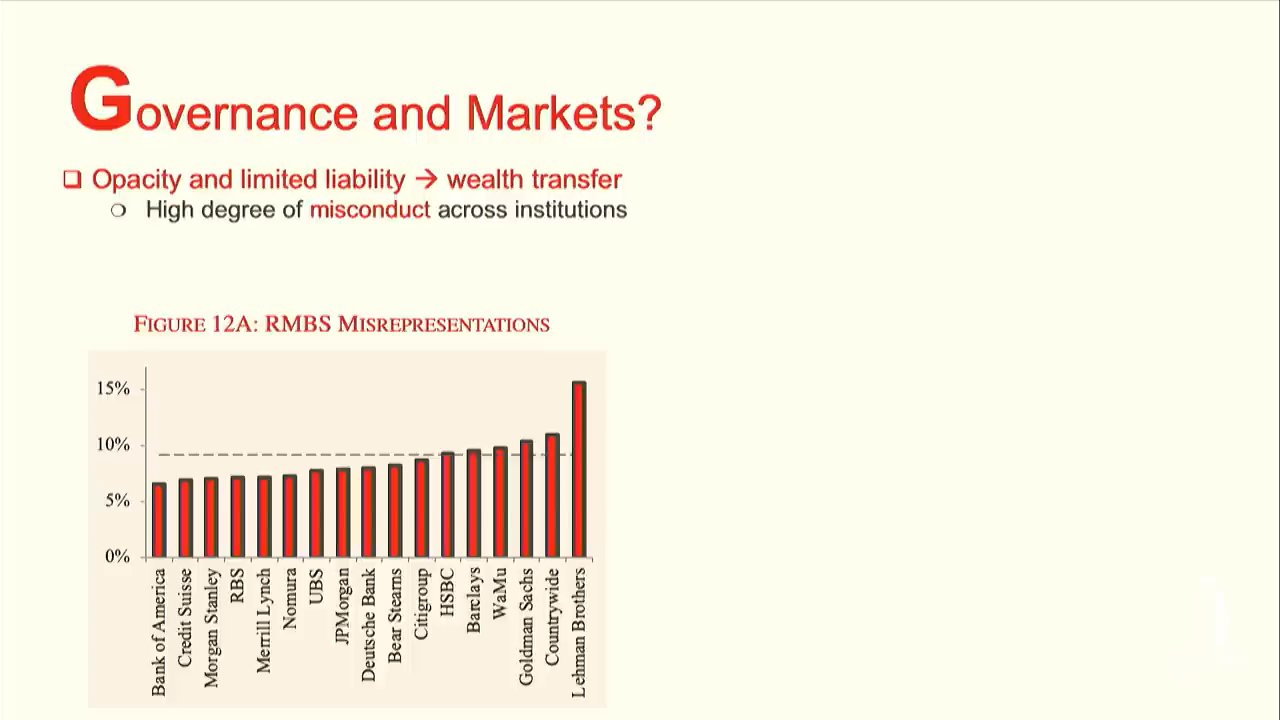 Governance and Markets?
❑ Opacity and limited liability → wealth transfer
❍ High degree of misconduct across institutions
FIGURE 12A: RMBS MISREPRESENTATIONS
15%
10%
5%
0%
Bank of America
Credit Suisse
Morgan Stanley
RBS
Merrill Lynch
Nomura
UBS
JPMorgan
Deutsche Bank
Bear Stearns
Citigroup
HSBC
Barclays
WaMu
Goldman Sachs
Countrywide
Lehman Brothers